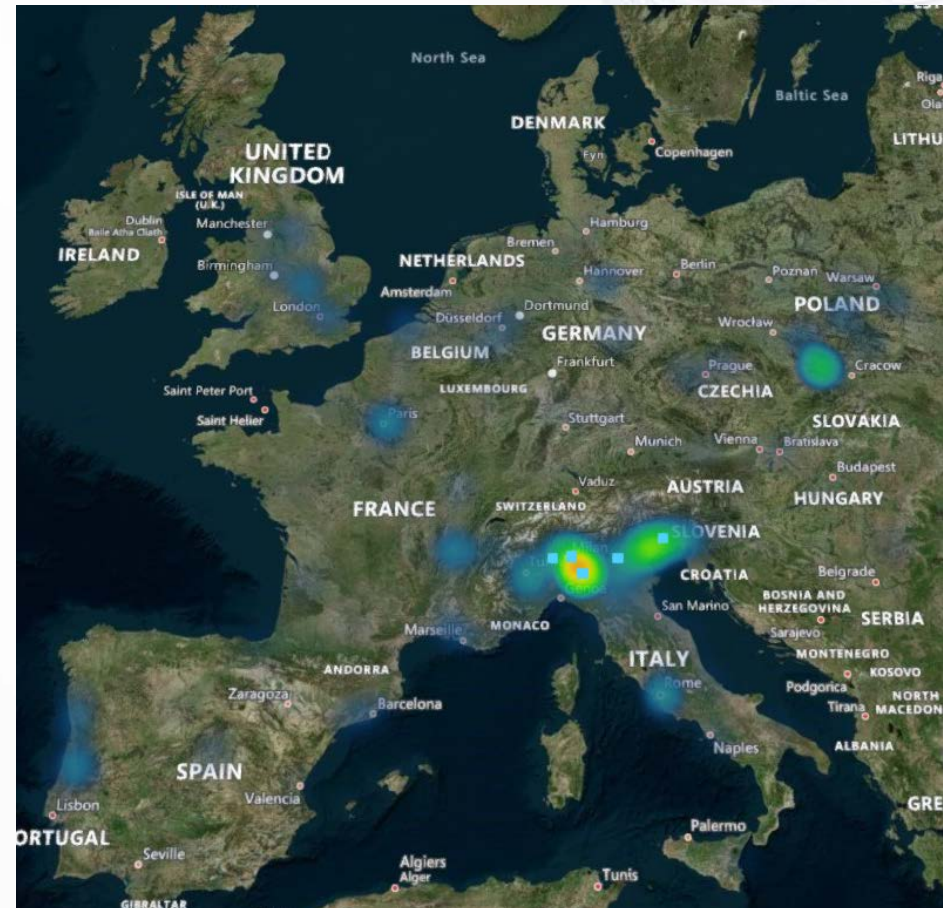 North Sea
Baltic Sea
Riga
Ola
LITHU
DENMARK
Fyn
Copenhagen
UNITED
KINGDOM
ISLE OF MAN
(U.K.)
Dublin
Baile Atha Cliath
IRELAND
Manchester
Birmingham
London
Hamburg
Bremen
NETHERLANDS
Amsterdam
Hannover
Berlin
Poznan
Warsaw
POLAND
Dortmund
Düsseldorf
GERMANY
Wrocław
BELGIUM
Frankfurt
Prague
Cracow
LUXEMBOURG
CZECHIA
Saint Peter Port
Saint Helier
Paris
Stuttgart
SLOVAKIA
Munich
Vienna
Bratislava
Budapest
Vaduz
AUSTRIA
HUNGARY
FRANCE
SWITZERLAND
SLOVENIA
Milan
Genoa
CROATIA
Belgrade
BOSNIA AND
HERZEGOVINA
San Marino
SERBIA
Marseille
MONACO
Sarajevo
MONTENEGRO
ITALY
KOSOVO
ANDORRA
Podgorica
Rome
NORTH
MACEDON
Zaragoza
Barcelona
Tirana
Naples
ALBANIA
SPAIN
Valencia
Lisbon
GRE
ORTUGAL
Palermo
Seville
Algiers
Alger
Tunis
GIBRALTAR